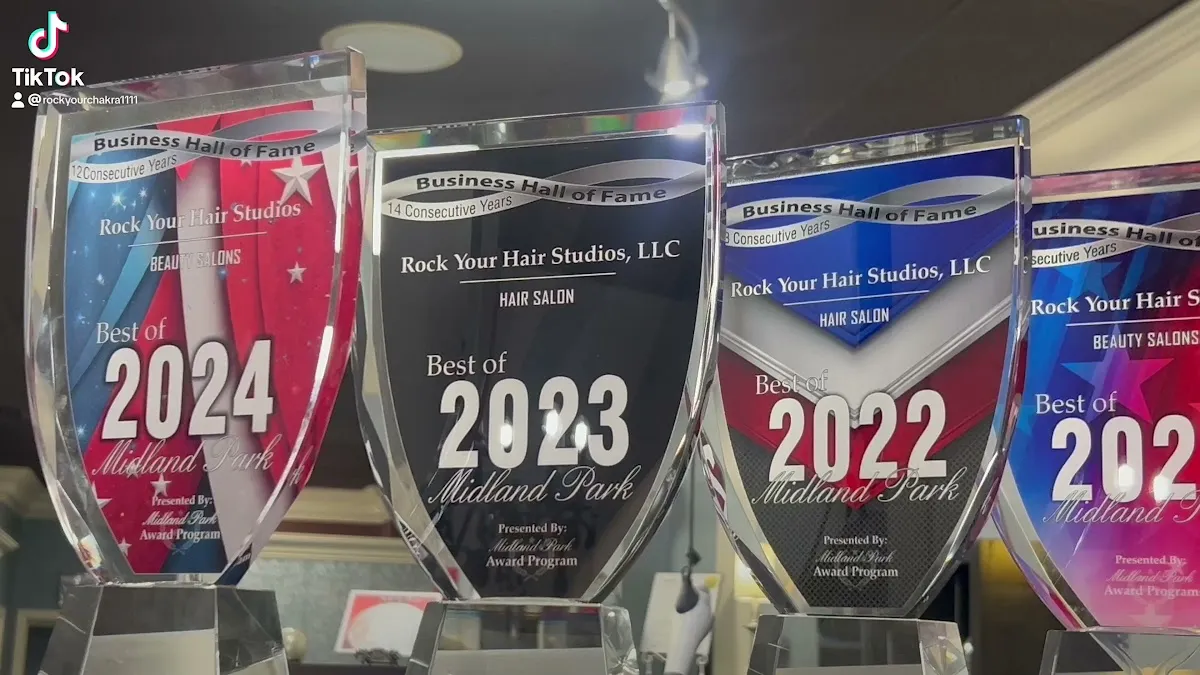 TikTok
@rockyourchakra1111
Business Hall of Fame
12 Consecutive Years
Rock Your Hair Studios
BEAUTY SALONS
Best of
2024
Midland Park
Presented By:
Midland Park
Award Program
Business Hall of Fame
14 Consecutive Years
Rock Your Hair Studios, LLC
HAIR SALON
Best of
2023
Midland Park
Presented By:
Midland Park
Award Program
Business Hall of Fame
Consecutive Years
Rock Your Hair Studios, LLC
HAIR SALON
Best of
2022
Midland Park
Presented By:
Midland Park
Award Program
usiness Hall of
secutive Years
Rock Your Hair S
BEAUTY SALONS
Best of
202
Midland P
Presented By:
Midland Park
Award Program